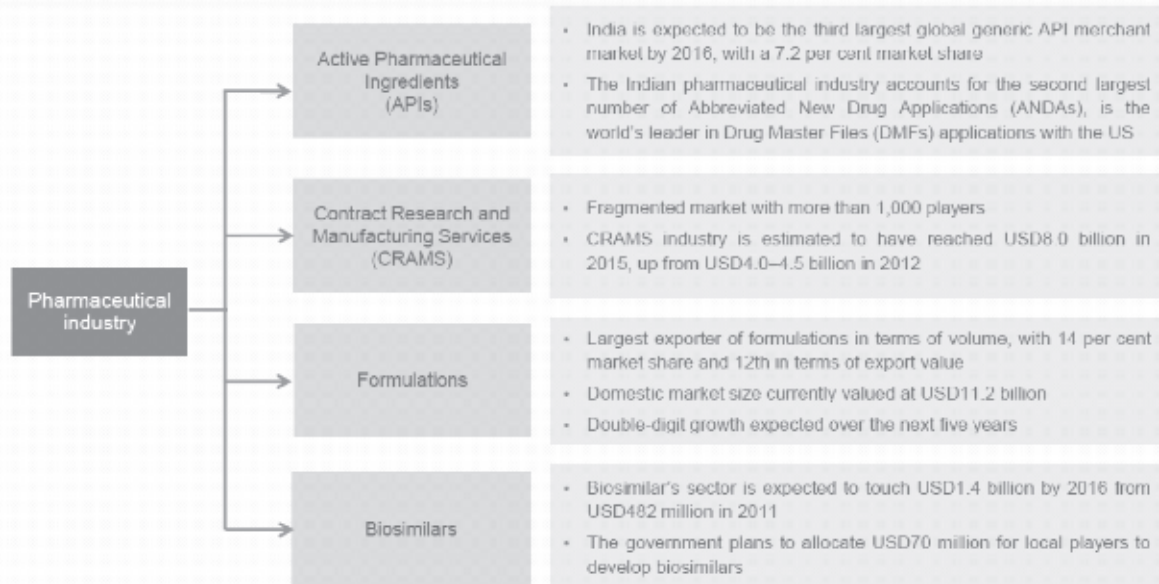 Pharmaceutical
industry
Active Pharmaceutical
Ingredients
(APIs)
• India is expected to be the third largest global generic API merchant
market by 2016, with a 7.2 per cent market share
• The Indian pharmaceutical industry accounts for the second largest
number of Abbreviated New Drug Applications (ANDAs), is the
world's leader in Drug Master Files (DMFs) applications with the US
Contract Research and
Manufacturing Services
(CRAMS)
• Fragmented market with more than 1,000 players
• CRAMS industry is estimated to have reached USD8.0 billion in
2015, up from USD4.0–4.5 billion in 2012
Formulations
• Largest exporter of formulations in terms of volume, with 14 per cent
market share and 12th in terms of export value
• Domestic market size currently valued at USD11.2 billion
• Double-digit growth expected over the next five years
Biosimilars
• Biosimilar's sector is expected to touch USD1.4 billion by 2016 from
USD482 million in 2011
• The government plans to allocate USD70 million for local players to
develop biosimilars